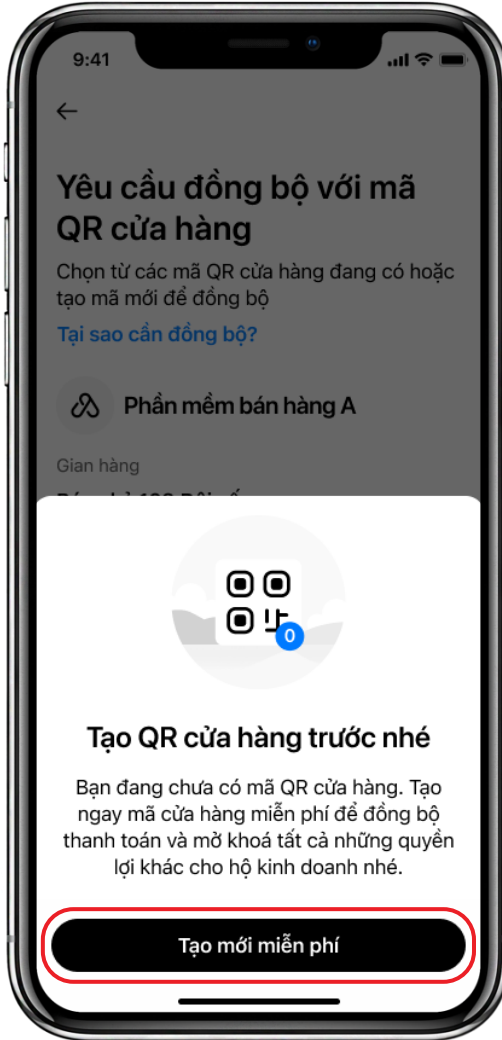 9:41
Yêu cầu đồng bộ với mã
QR cửa hàng
Chọn từ các mã QR cửa hàng đang có hoặc
tạo mã mới để đồng bộ
Tại sao cần đồng bộ?
Phần mềm bán hàng A
Gian hàng
0
Tạo QR cửa hàng trước nhé
Bạn đang chưa có mã QR cửa hàng. Tạo
ngay mã cửa hàng miễn phí để đồng bộ
thanh toán và mở khoá tất cả những quyền
lợi khác cho hộ kinh doanh nhé.
Tạo mới miễn phí